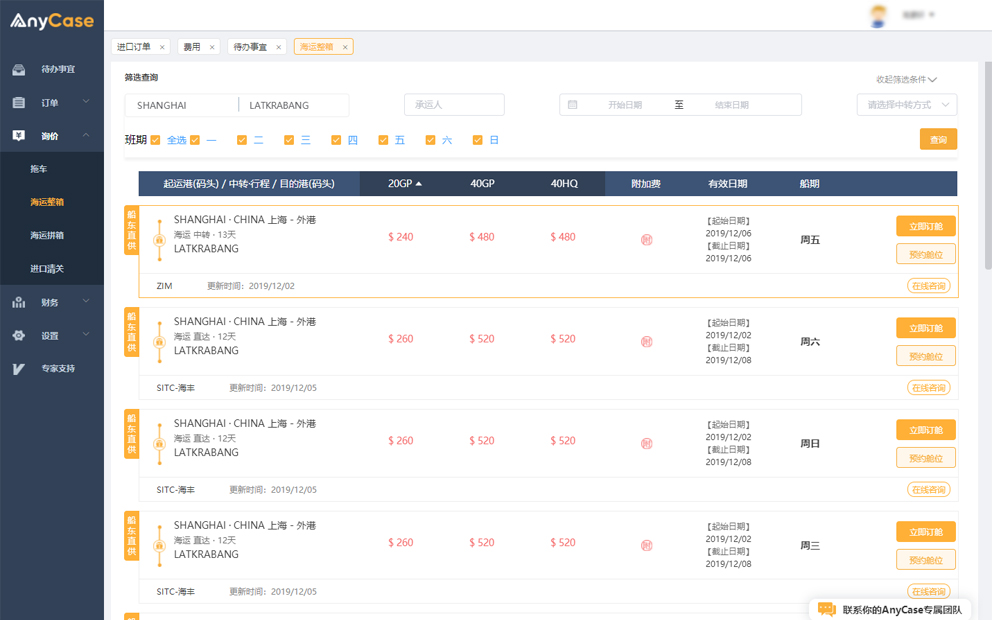 AnyCase
进口订单 × 费用 × 待办事宜 × 海运整箱 ×
待办事宜
订单
询价
拖车
海运整箱
海运拼箱
进口清关
财务
设置
专家支持
筛选查询
收起筛选条件
SHANGHAI LATKRABANG 承运人 开始日期 至 结束日期 请选择中转方式
班期 全选 一 二 三 四 五 六 日
查询
起运港(码头) / 中转·行程 / 目的港(码头) 20GP 40GP 40HQ 附加费 有效日期 船期
船东直供
SHANGHAI · CHINA 上海 - 外港
海运 中转 · 13天
LATKRABANG
$ 240 $ 480 $ 480
附
【起始日期】
2019/12/06
【截止日期】
2019/12/06
周五
立即订舱
预约舱位
ZIM 更新时间：2019/12/02
在线咨询
船东直供
SHANGHAI · CHINA 上海 - 外港
海运 直达 · 12天
LATKRABANG
$ 260 $ 520 $ 520
附
【起始日期】
2019/12/02
【截止日期】
2019/12/08
周六
立即订舱
预约舱位
SITC-海丰 更新时间：2019/12/05
在线咨询
船东直供
SHANGHAI · CHINA 上海 - 外港
海运 直达 · 12天
LATKRABANG
$ 260 $ 520 $ 520
附
【起始日期】
2019/12/02
【截止日期】
2019/12/08
周日
立即订舱
预约舱位
SITC-海丰 更新时间：2019/12/05
在线咨询
船东直供
SHANGHAI · CHINA 上海 - 外港
海运 直达 · 12天
LATKRABANG
$ 260 $ 520 $ 520
附
【起始日期】
2019/12/02
【截止日期】
2019/12/08
周三
立即订舱
预约舱位
SITC-海丰 更新时间：2019/12/05
在线咨询
联系你的AnyCase专属团队